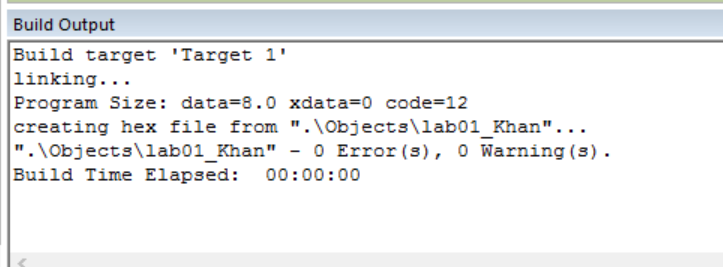 Build Output
Build target 'Target 1'
linking...
Program Size: data=8.0 xdata=0 code=12
creating hex file from ".\Objects\lab01_Khan"...
".\Objects\lab01_Khan" - 0 Error(s), 0 Warning(s).
Build Time Elapsed:  00:00:00